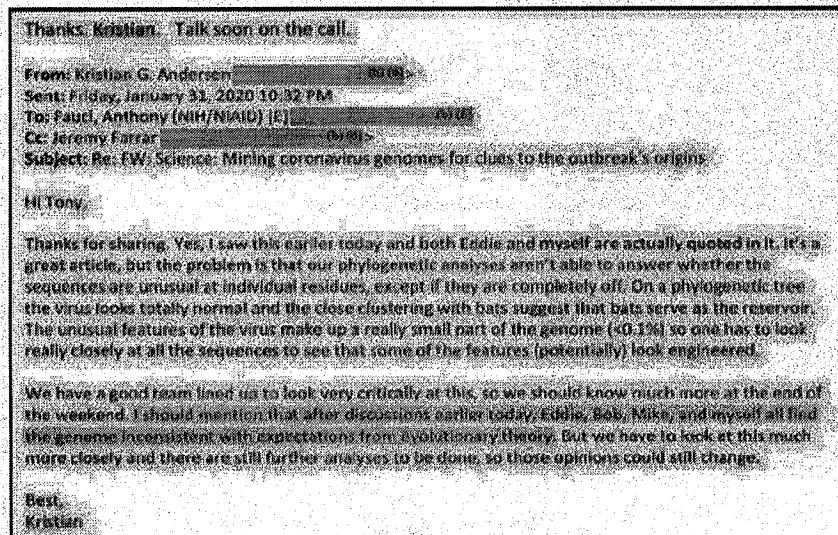 Thanks, Kristian. Talk soon on the call.
From: Kristian G. Andersen (b) (6)>
Sent: Friday, January 31, 2020 10:32 PM
To: Fauci, Anthony (NIH/NIAID) [E] (b) (6)
Cc: Jeremy Farrar (b) (6)>
Subject: Re: FW: Science: Mining coronavirus genomes for clues to the outbreak's origins
Hi Tony,
Thanks for sharing. Yes, I saw this earlier today and both Eddie and myself are actually quoted in it. It's a
great article, but the problem is that our phylogenetic analyses aren't able to answer whether the
sequences are unusual at individual residues, except if they are completely off. On a phylogenetic tree
the virus looks totally normal and the close clustering with bats suggest that bats serve as the reservoir.
The unusual features of the virus make up a really small part of the genome (<0.1%) so one has to look
really closely at all the sequences to see that some of the features (potentially) look engineered.
We have a good team lined up to look very critically at this, so we should know much more at the end of
the weekend. I should mention that after discussions earlier today, Eddie, Bob, Mike, and myself all find
the genome inconsistent with expectations from evolutionary theory. But we have to look at this much
more closely and there are still further analyses to be done, so those opinions could still change.
Best,
Kristian